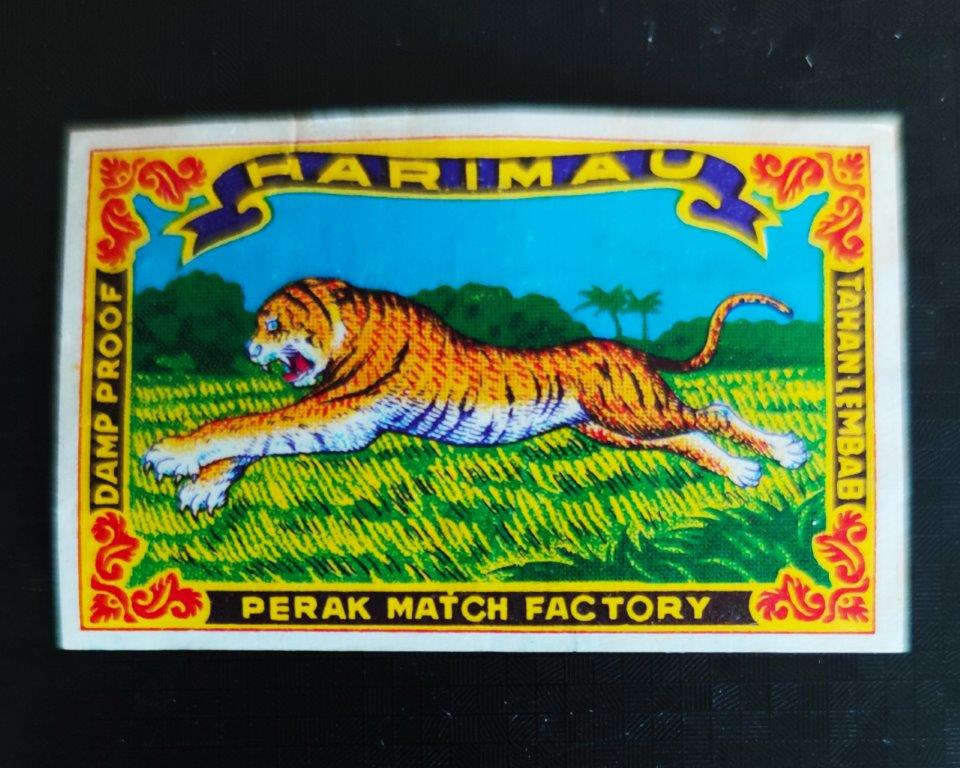 HARIMAU
DAMP PROOF
TAHAN LEMBAB
PERAK MATCH FACTORY